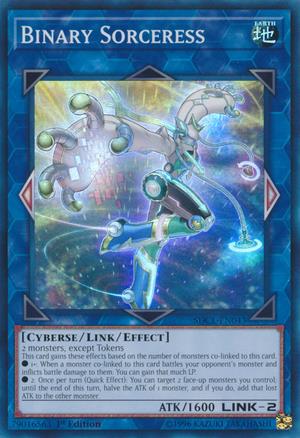 BINARY SORCERESS
EARTH
地
[CYBERSE/LINK/EFFECT]
2 monsters, except Tokens
This card gains these effects based on the number of monsters co-linked to this card.
● 1+: When a monster co-linked to this card battles your opponent's monster and
inflicts battle damage to them: You can gain that much LP.
● 2: Once per turn (Quick Effect): You can target 2 face-up monsters you control;
until the end of this turn, halve the ATK of 1 monster, and if you do, add that lost
ATK to the other monster.
ATK/1600 LINK-2
79016563 1st Edition ©1996 KAZUKI TAKAHASHI